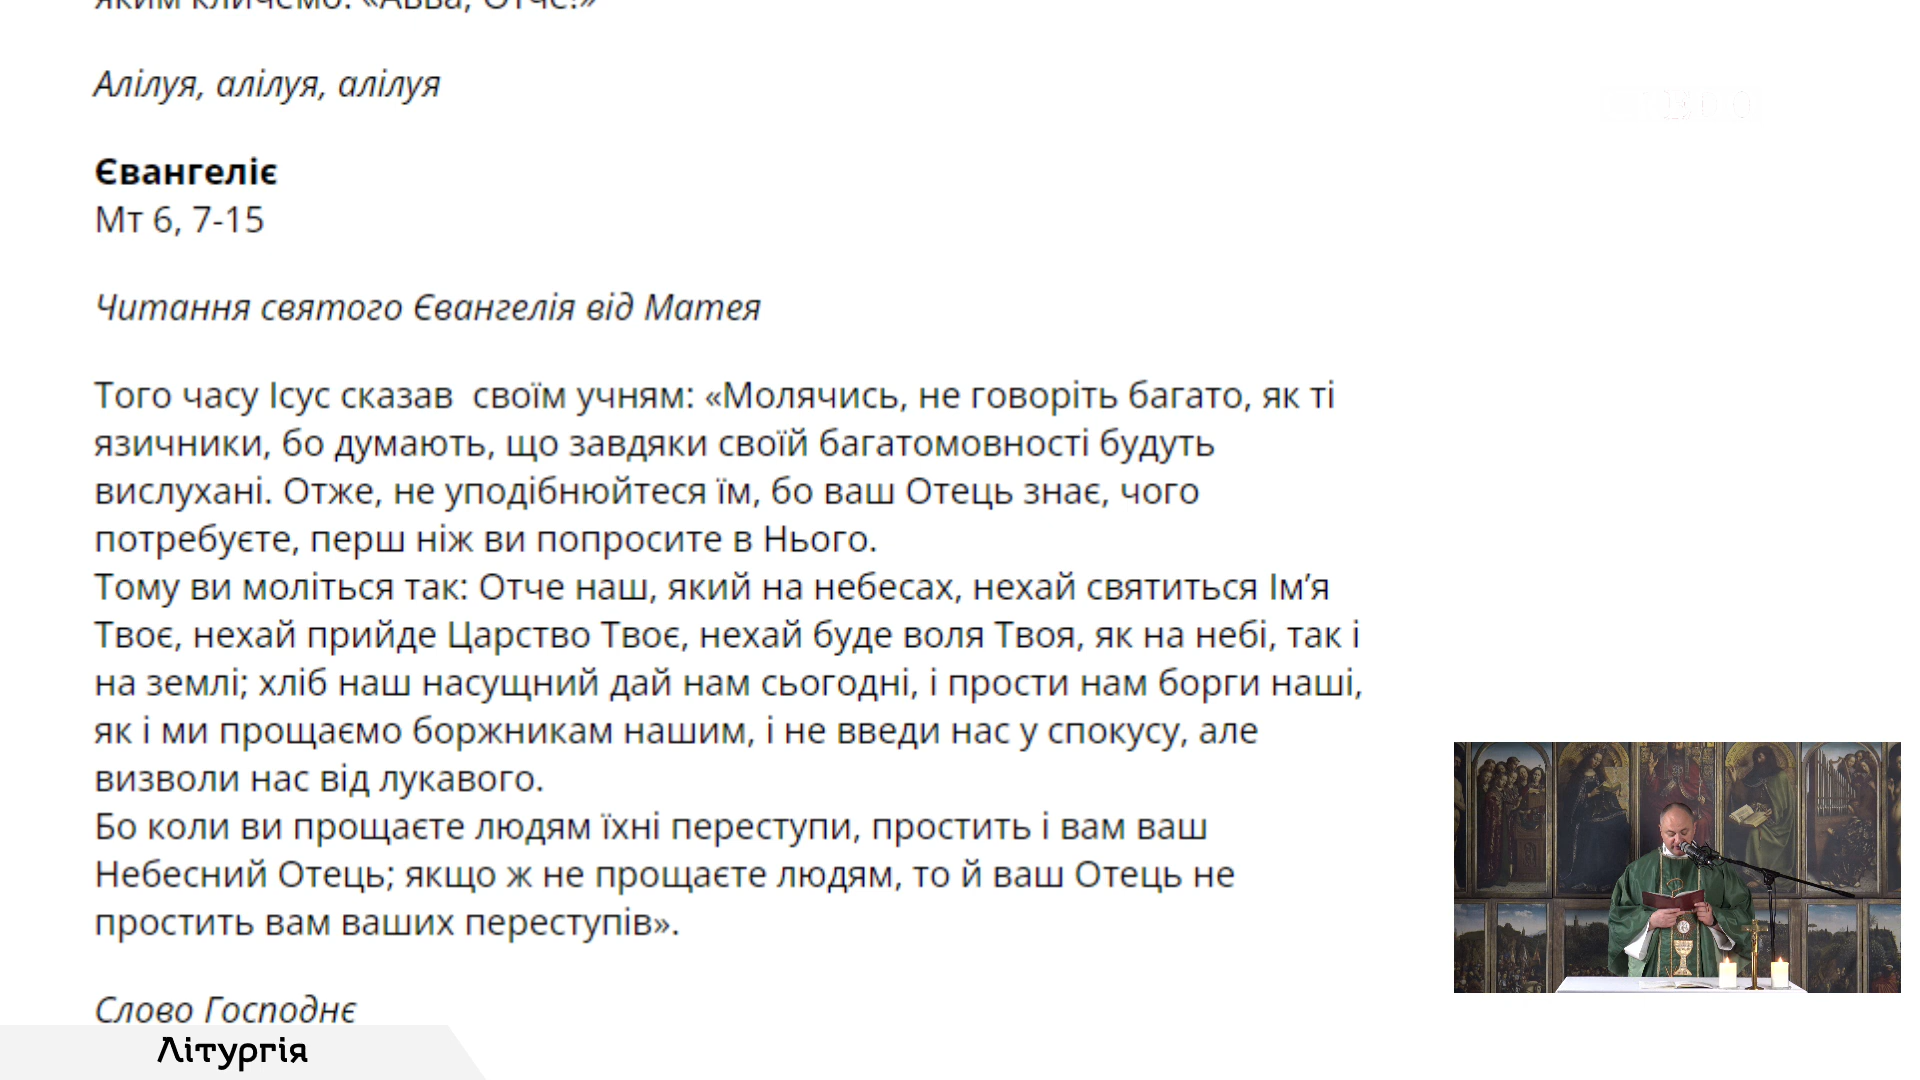 яким кличемо: «Авва, Отче!»
Алілуя, алілуя, алілуя
Євангеліє
Мт 6, 7-15
Читання святого Євангелія від Матея
Того часу Ісус сказав  своїм учням: «Молячись, не говоріть багато, як ті
язичники, бо думають, що завдяки своїй багатомовності будуть
вислухані. Отже, не уподібнюйтеся їм, бо ваш Отець знає, чого
потребуєте, перш ніж ви попросите в Нього.
Тому ви моліться так: Отче наш, який на небесах, нехай святиться Ім’я
Твоє, нехай прийде Царство Твоє, нехай буде воля Твоя, як на небі, так і
на землі; хліб наш насущний дай нам сьогодні, і прости нам борги наші,
як і ми прощаємо боржникам нашим, і не введи нас у спокусу, але
визволи нас від лукавого.
Бо коли ви прощаєте людям їхні переступи, простить і вам ваш
Небесний Отець; якщо ж не прощаєте людям, то й ваш Отець не
простить вам ваших переступів».
Слово Господнє
Літургія